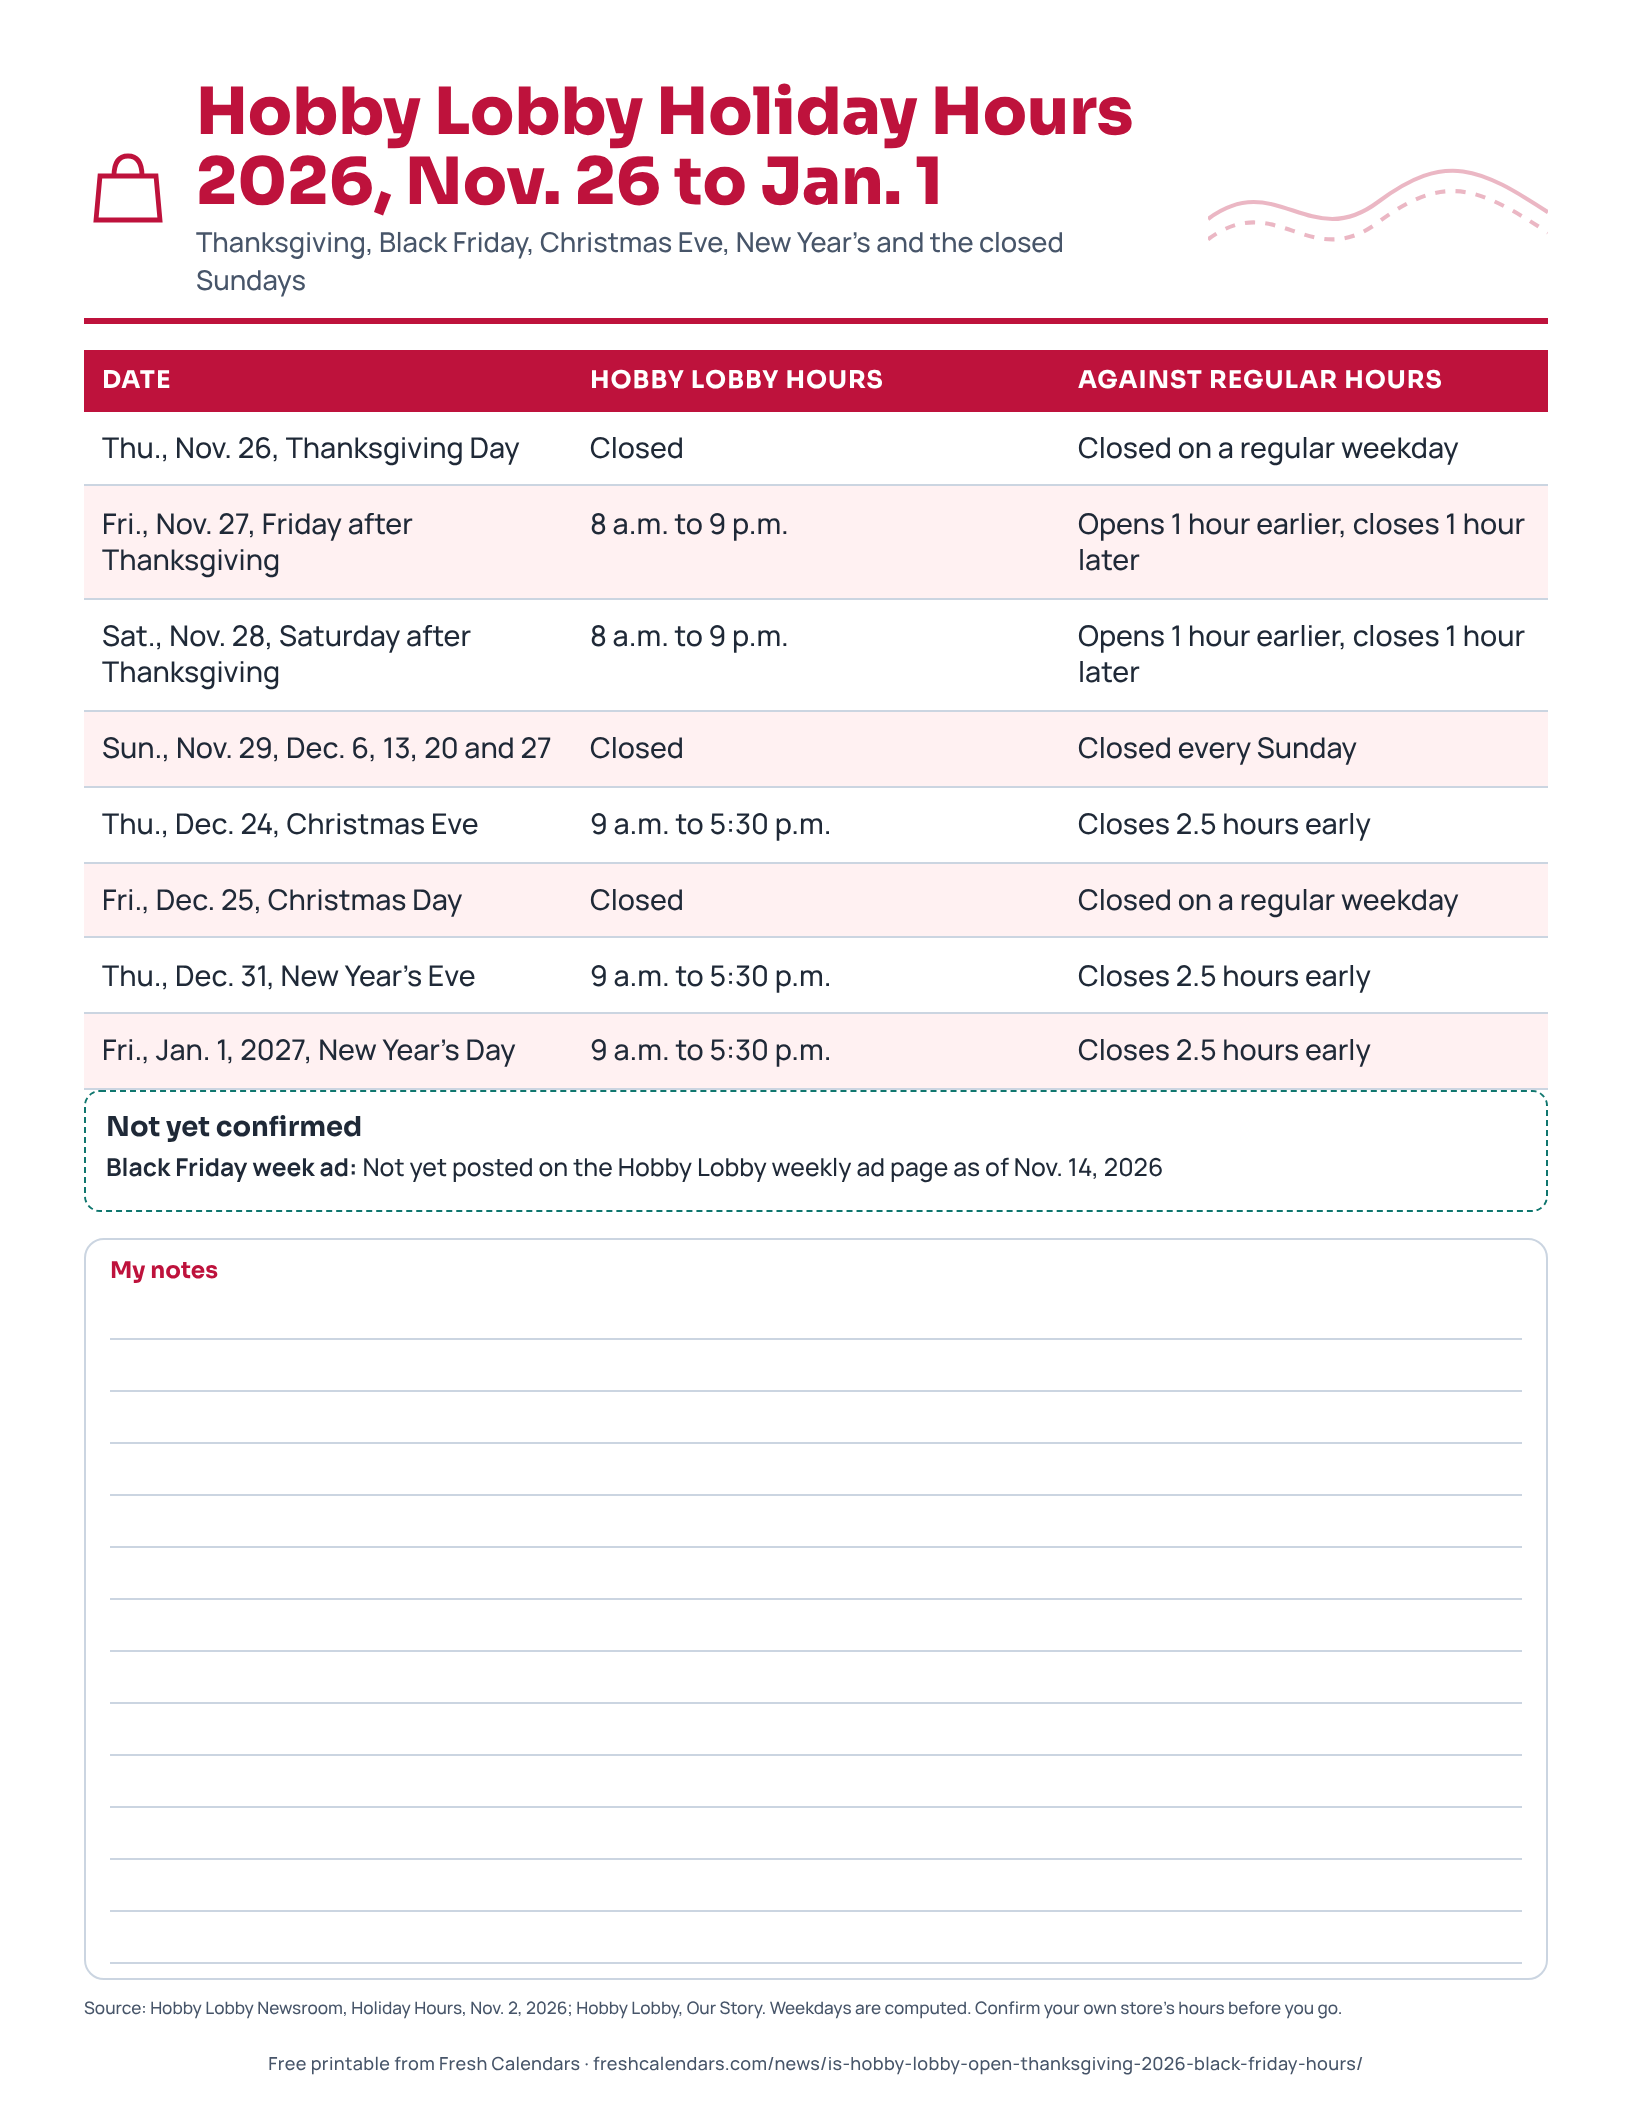 Hobby Lobby Holiday Hours
2026, Nov. 26 to Jan. 1
Thanksgiving, Black Friday, Christmas Eve, New Year’s and the closed
Sundays
DATE HOBBY LOBBY HOURS AGAINST REGULAR HOURS
Thu., Nov. 26, Thanksgiving Day Closed Closed on a regular weekday
Fri., Nov. 27, Friday after 8 a.m. to 9 p.m. Opens 1 hour earlier, closes 1 hour
Thanksgiving later
Sat., Nov. 28, Saturday after 8 a.m. to 9 p.m. Opens 1 hour earlier, closes 1 hour
Thanksgiving later
Sun., Nov. 29, Dec. 6, 13, 20 and 27 Closed Closed every Sunday
Thu., Dec. 24, Christmas Eve 9 a.m. to 5:30 p.m. Closes 2.5 hours early
Fri., Dec. 25, Christmas Day Closed Closed on a regular weekday
Thu., Dec. 31, New Year’s Eve 9 a.m. to 5:30 p.m. Closes 2.5 hours early
Fri., Jan. 1, 2027, New Year’s Day 9 a.m. to 5:30 p.m. Closes 2.5 hours early
Not yet confirmed
Black Friday week ad: Not yet posted on the Hobby Lobby weekly ad page as of Nov. 14, 2026
My notes
Source: Hobby Lobby Newsroom, Holiday Hours, Nov. 2, 2026; Hobby Lobby, Our Story. Weekdays are computed. Confirm your own store’s hours before you go.
Free printable from Fresh Calendars · freshcalendars.com/news/is-hobby-lobby-open-thanksgiving-2026-black-friday-hours/